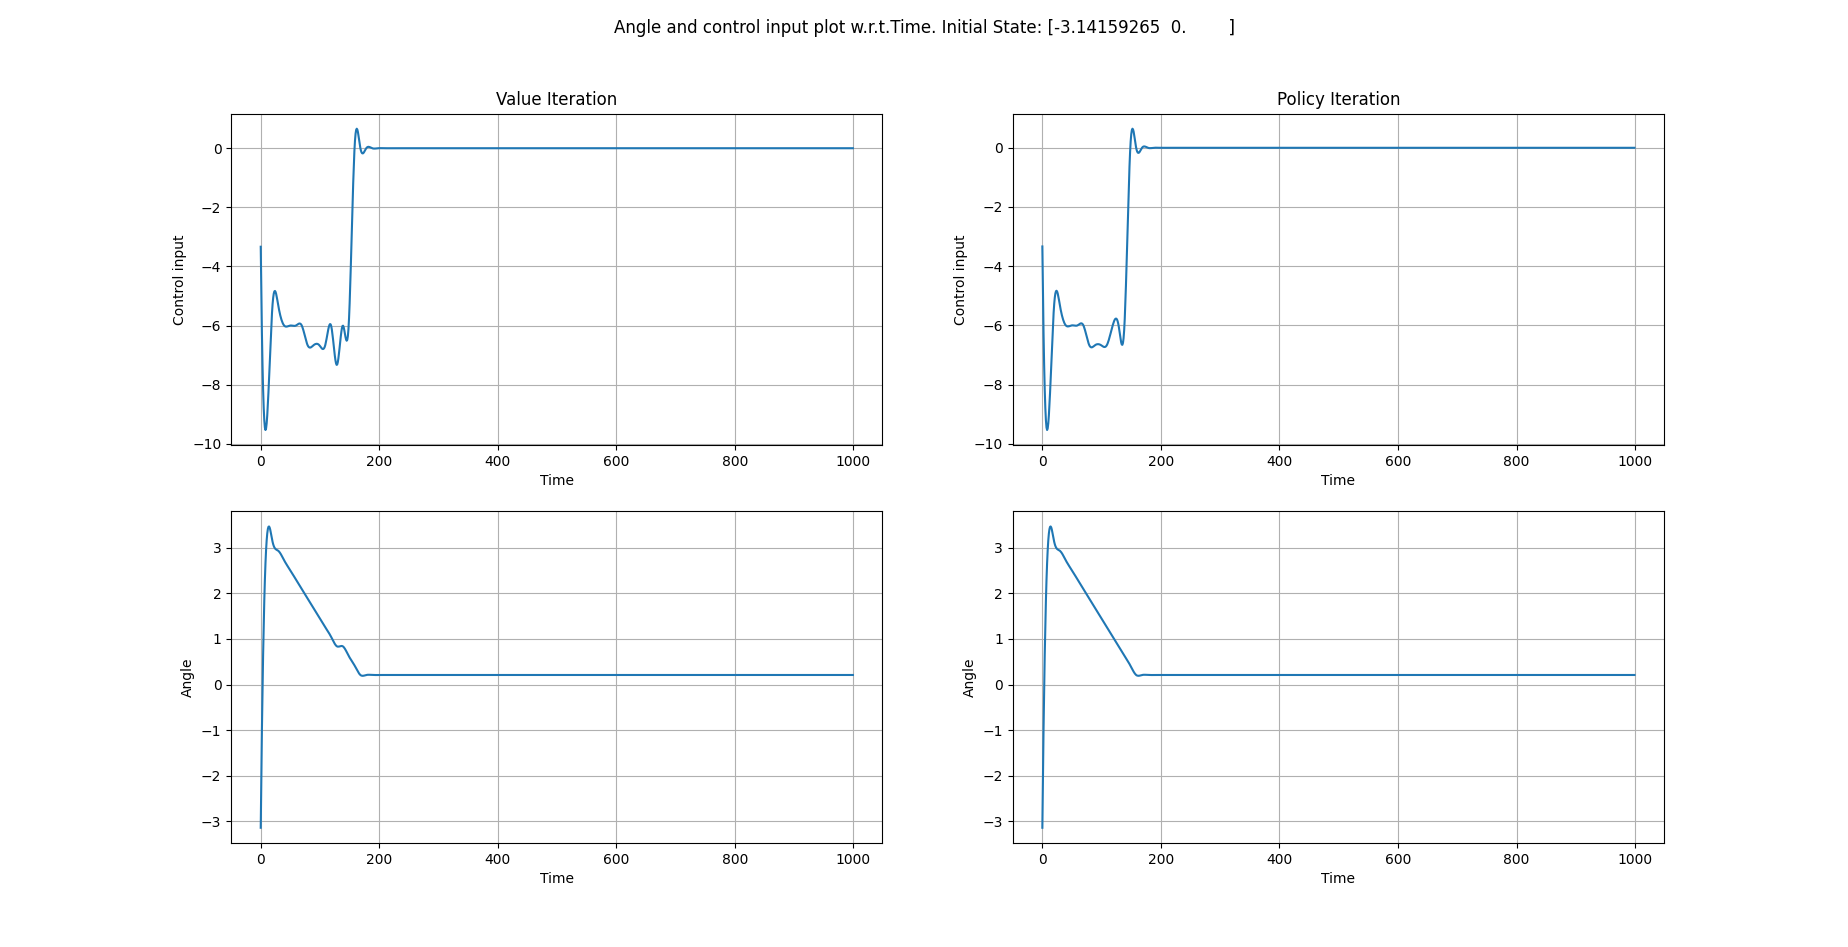 Angle and control input plot w.r.t.Time. Initial State: [-3.14159265  0.        ]
Value Iteration
0
−2
−4
−6
−8
−10
Control input
0 200 400 600 800 1000
Time
Policy Iteration
0
−2
−4
−6
−8
−10
Control input
0 200 400 600 800 1000
Time
3
2
1
0
−1
−2
−3
Angle
0 200 400 600 800 1000
Time
3
2
1
0
−1
−2
−3
Angle
0 200 400 600 800 1000
Time